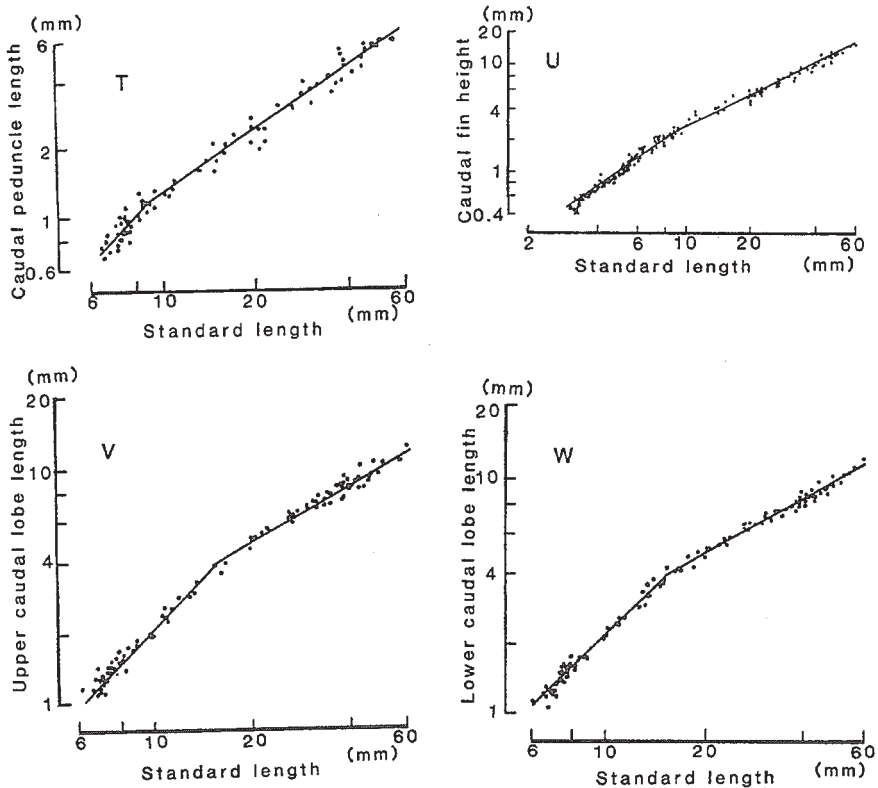 (mm)
6
2
1
0.6
Caudal peduncle length
T
6 10 20 60
(mm)
Standard length
(mm)
20
10
4
1
0.4
Caudal fin height
U
2 6 10 20 60
Standard length (mm)
(mm)
20
10
4
1
Upper caudal lobe length
V
6 10 20 60
(mm)
Standard length
(mm)
20
10
4
1
Lower caudal lobe length
W
6 10 20 60
Standard length (mm)